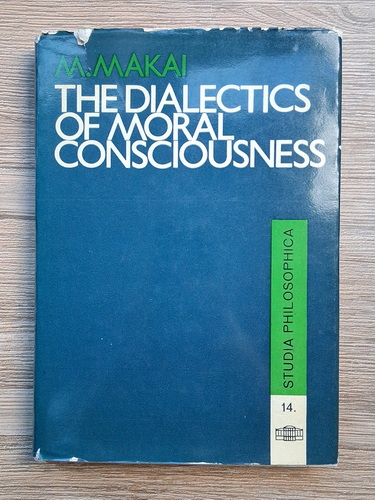 M. MAKAI
THE DIALECTICS
OF MORAL
CONSCIOUSNESS
STUDIA PHILOSOPHICA
14.